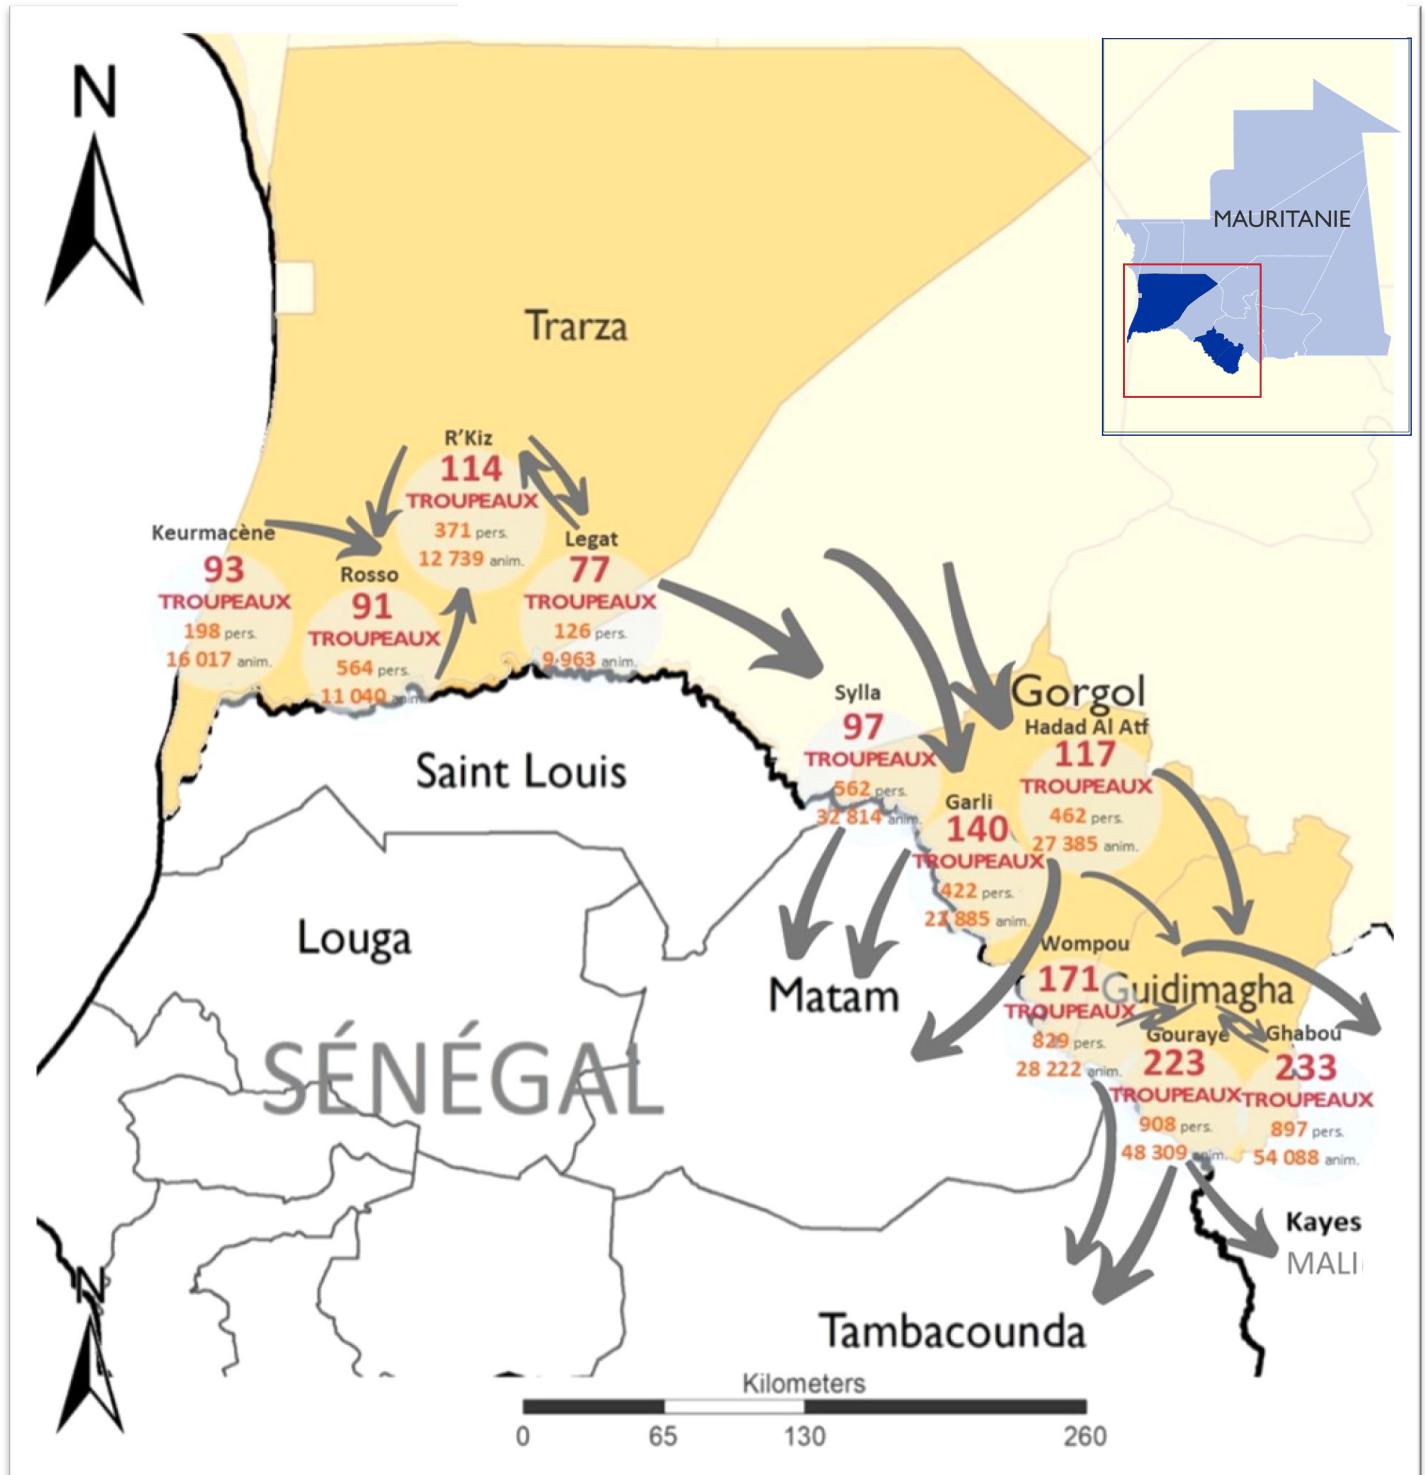 N
MAURITANIE
Trarza
R'Kiz
114
TROUPEAUX
371 pers.
12 739 anim.
Keurmacène
93
TROUPEAUX
198 pers.
16 017 anim.
Rosso
91
TROUPEAUX
564 pers.
11 040 anim.
Legat
77
TROUPEAUX
126 pers.
9 963 anim.
Sylla
97
TROUPEAUX
562 pers.
32 814 anim.
Gorgol
Hadad Al Atf
117
TROUPEAUX
462 pers.
27 385 anim.
Garli
140
TROUPEAUX
422 pers.
22 885 anim.
Saint Louis
Louga
Matam
SÉNÉGAL
Wompou
171
TROUPEAUX
829 pers.
28 222 anim.
Guidimagha
Gouraye
223
TROUPEAUX
908 pers.
48 309 anim.
Ghabou
233
TROUPEAUX
897 pers.
54 088 anim.
Kayes
MALI
N
Tambacounda
Kilometers
0 65 130 260